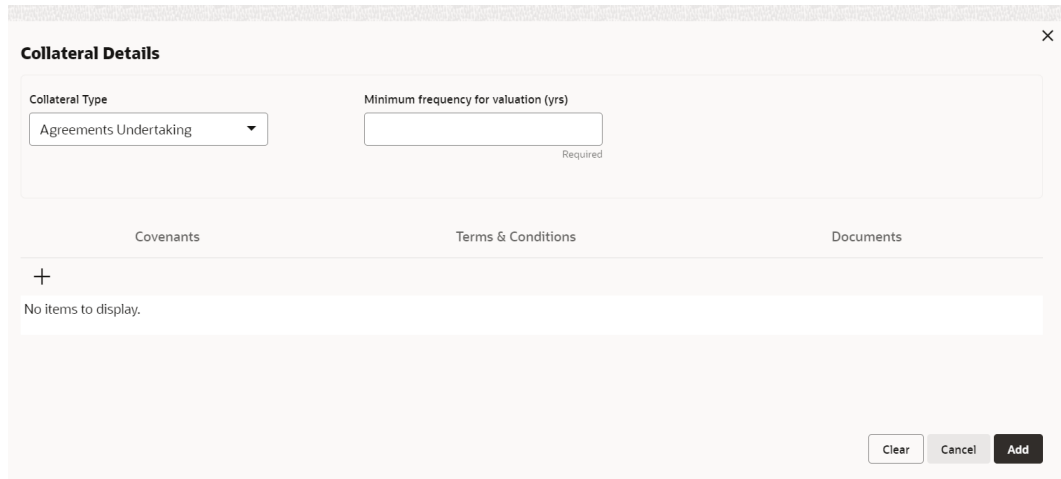 Collateral Details
Collateral Type
Minimum frequency for valuation (yrs)
Agreements Undertaking
Required
Covenants
Terms & Conditions
Documents
No items to display.
Clear
Cancel
Add